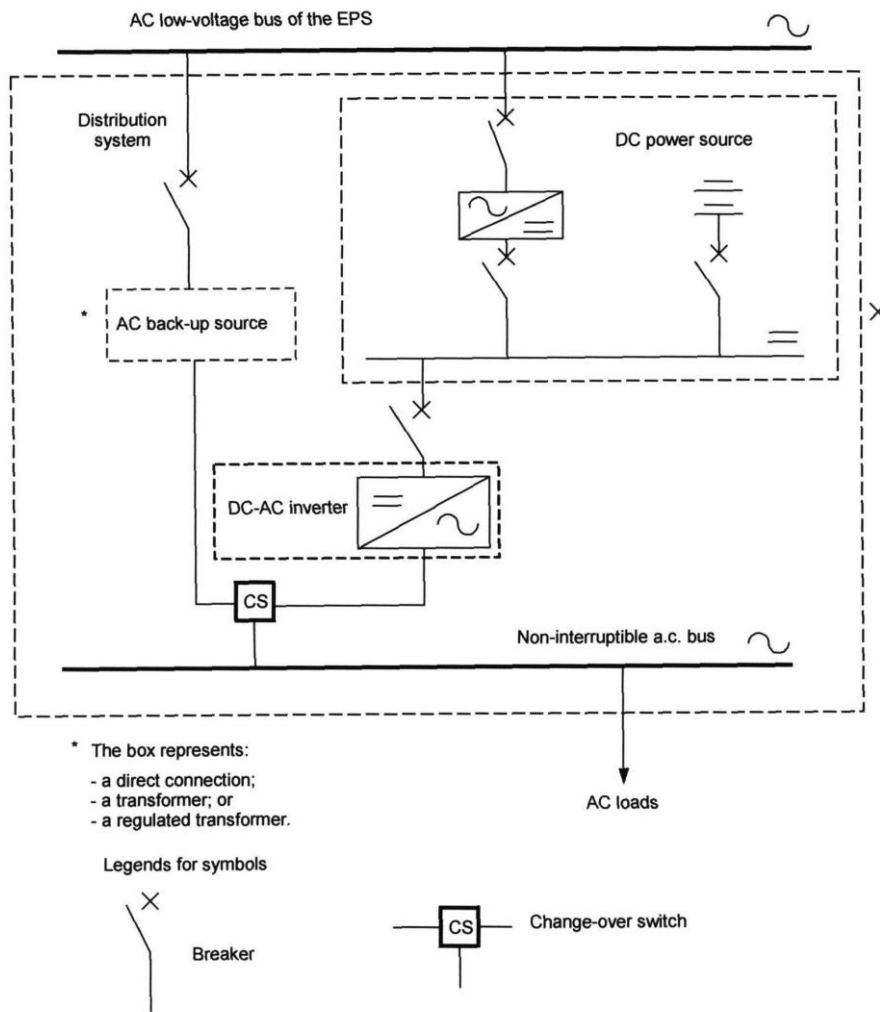 AC low-voltage bus of the EPS
Distribution
system
DC power source
* AC back-up source
DC-AC inverter
CS
Non-interruptible a.c. bus
* The box represents:
- a direct connection;
- a transformer; or
- a regulated transformer.
AC loads
Legends for symbols
Breaker
CS
Change-over switch